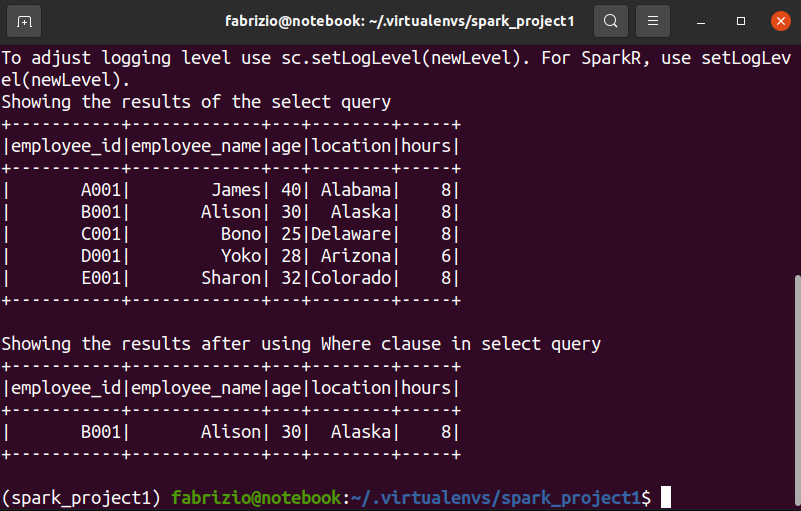 fabrizio@notebook: ~/.virtualenvs/spark_project1
To adjust logging level use sc.setLogLevel(newLevel). For SparkR, use setLogLev
el(newLevel).
Showing the results of the select query
+-----------+-------------+---+--------+-----+
|employee_id|employee_name|age|location|hours|
+-----------+-------------+---+--------+-----+
|       A001|        James| 40| Alabama|    8|
|       B001|       Alison| 30|  Alaska|    8|
|       C001|         Bono| 25|Delaware|    8|
|       D001|         Yoko| 28| Arizona|    6|
|       E001|       Sharon| 32|Colorado|    8|
+-----------+-------------+---+--------+-----+
Showing the results after using Where clause in select query
+-----------+-------------+---+--------+-----+
|employee_id|employee_name|age|location|hours|
+-----------+-------------+---+--------+-----+
|       B001|       Alison| 30|  Alaska|    8|
+-----------+-------------+---+--------+-----+
(spark_project1) fabrizio@notebook:~/.virtualenvs/spark_project1$